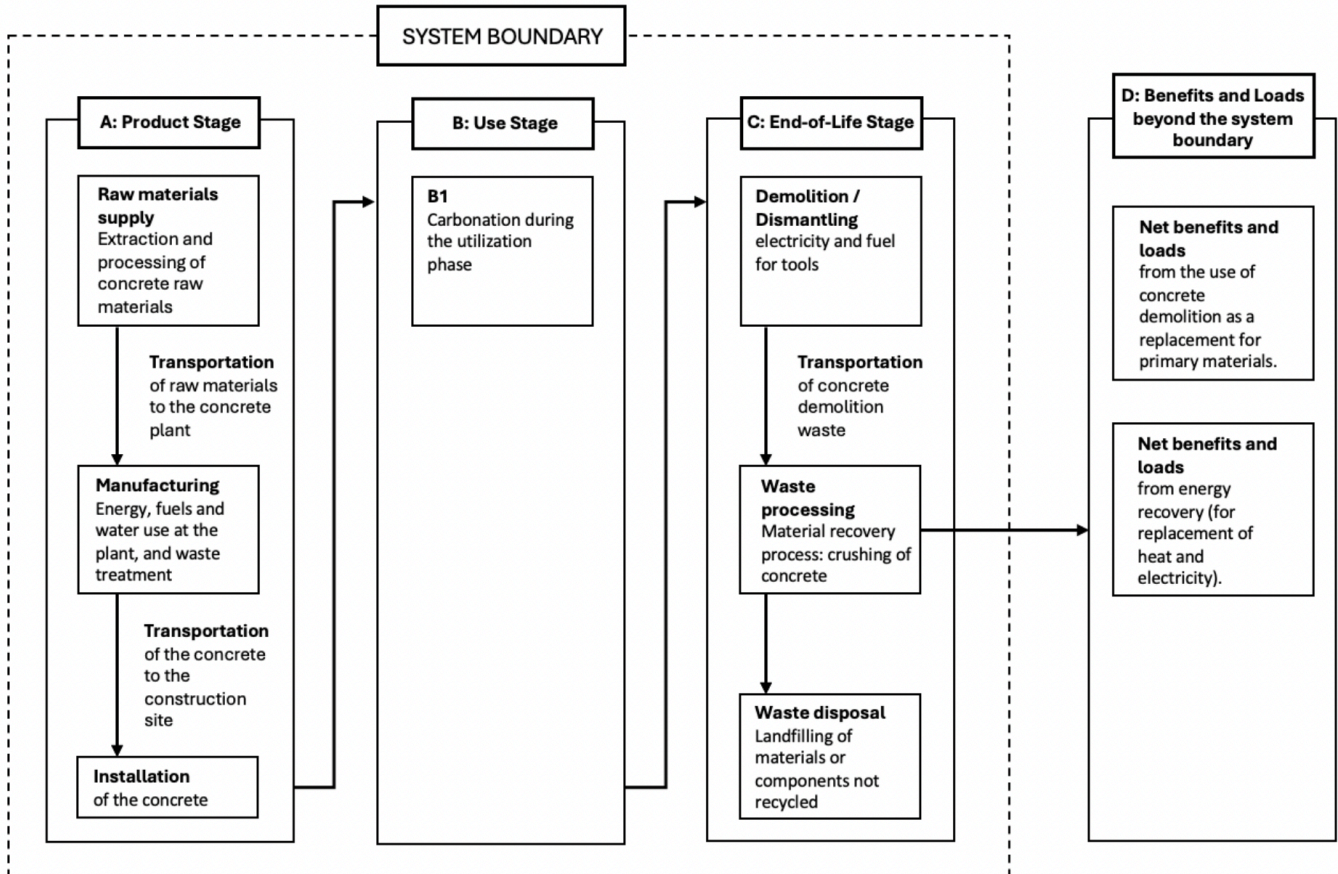 SYSTEM BOUNDARY
A: Product Stage
Raw materials
supply
Extraction and
processing of
concrete raw
materials
Transportation
of raw materials
to the concrete
plant
Manufacturing
Energy, fuels and
water use at the
plant, and waste
treatment
Transportation
of the concrete
to the
construction
site
Installation
of the concrete
B: Use Stage
B1
Carbonation during
the utilization
phase
C: End-of-Life Stage
Demolition /
Dismantling
electricity and fuel
for tools
Transportation
of concrete
demolition
waste
Waste
processing
Material recovery
process: crushing of
concrete
Waste disposal
Landfilling of
materials or
components not
recycled
D: Benefits and Loads
beyond the system
boundary
Net benefits and
loads
from the use of
concrete
demolition as a
replacement for
primary materials.
Net benefits and
loads
from energy
recovery (for
replacement of
heat and
electricity).